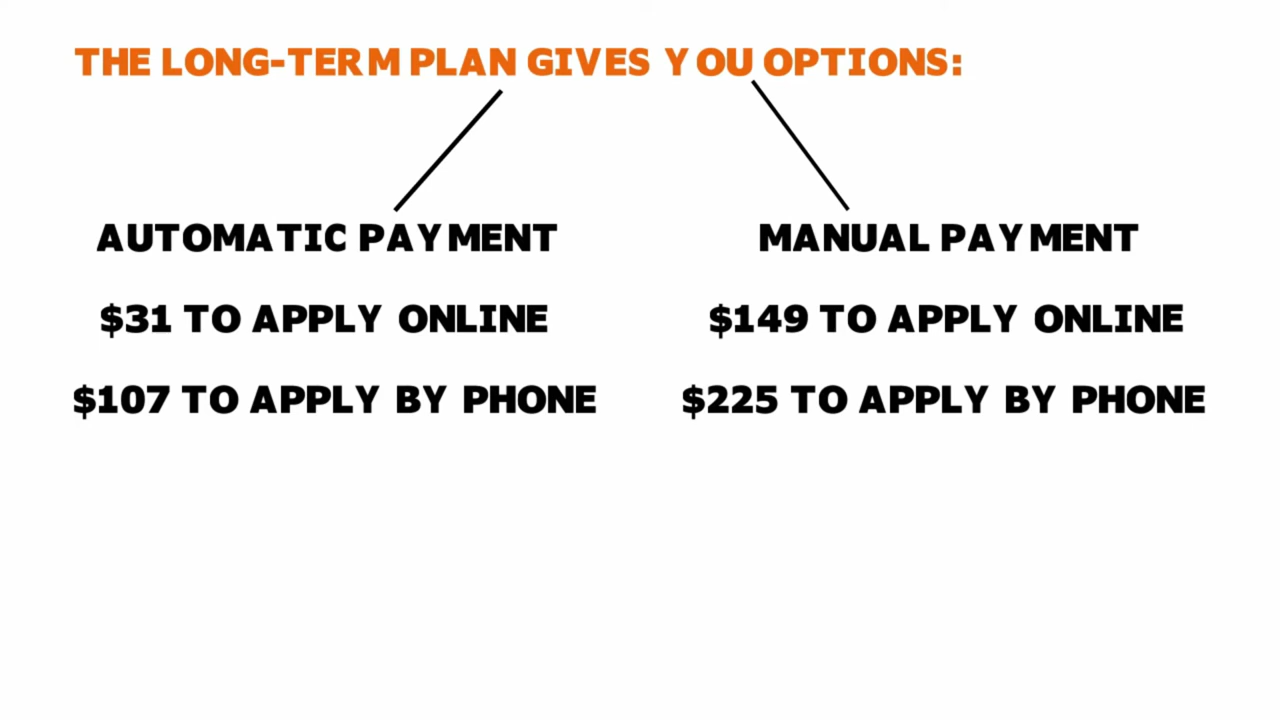 THE LONG-TERM PLAN GIVES YOU OPTIONS:
AUTOMATIC PAYMENT
$31 TO APPLY ONLINE
$107 TO APPLY BY PHONE
MANUAL PAYMENT
$149 TO APPLY ONLINE
$225 TO APPLY BY PHONE